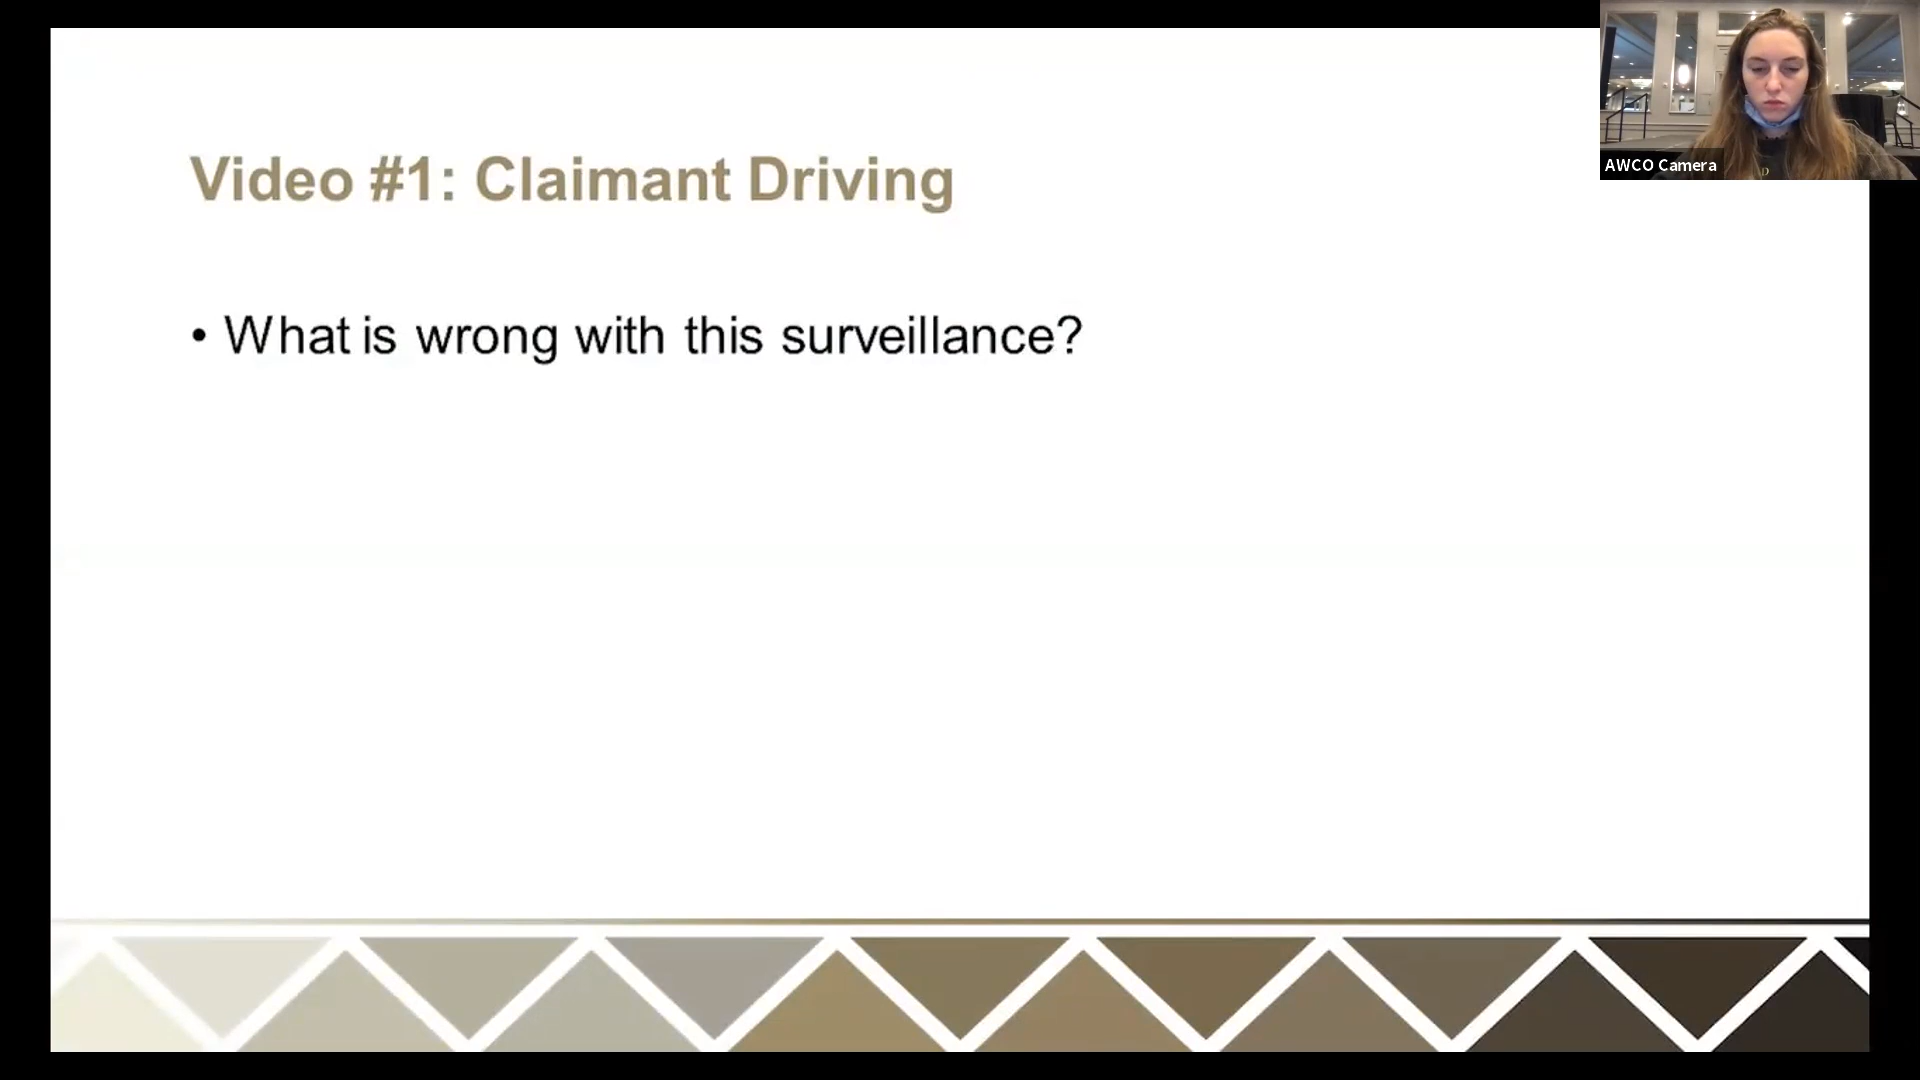 Video #1: Claimant Driving
• What is wrong with this surveillance?
AWCO Camera